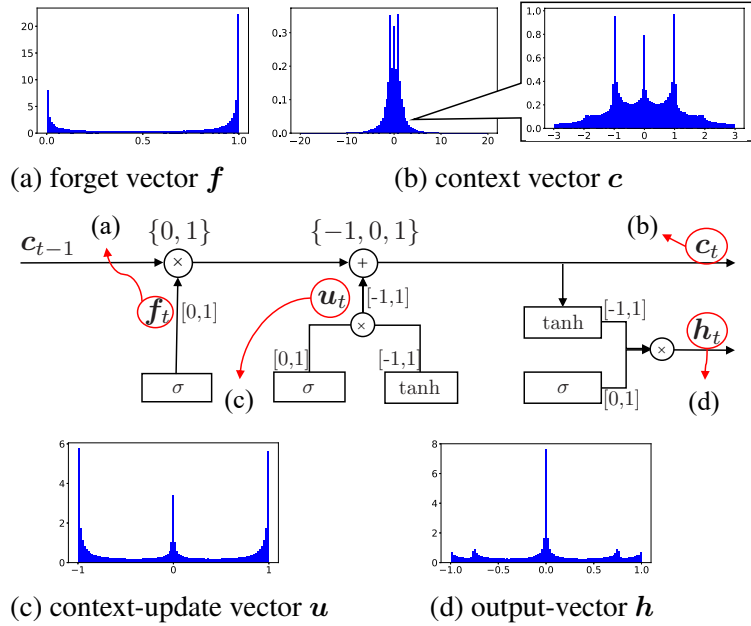 20
15
10
5
0
0.0 0.5 1.0
(a) forget vector f
0.3
0.2
0.1
0.0
−20 −10 0 10 20
1.0
0.8
0.6
0.4
0.2
0.0
−3 −2 −1 0 1 2 3
(b) context vector c
(a) {0, 1} {−1, 0, 1} (b)
c_{t−1} × + c_t
f_t [0,1] u_t [-1,1] × tanh [-1,1] h_t
[0,1] [-1,1] ×
σ (c) σ tanh σ [0,1] (d)
6
4
2
0
−1 0 1
(c) context-update vector u
8
6
4
2
0
−1.0 −0.5 0.0 0.5 1.0
(d) output-vector h